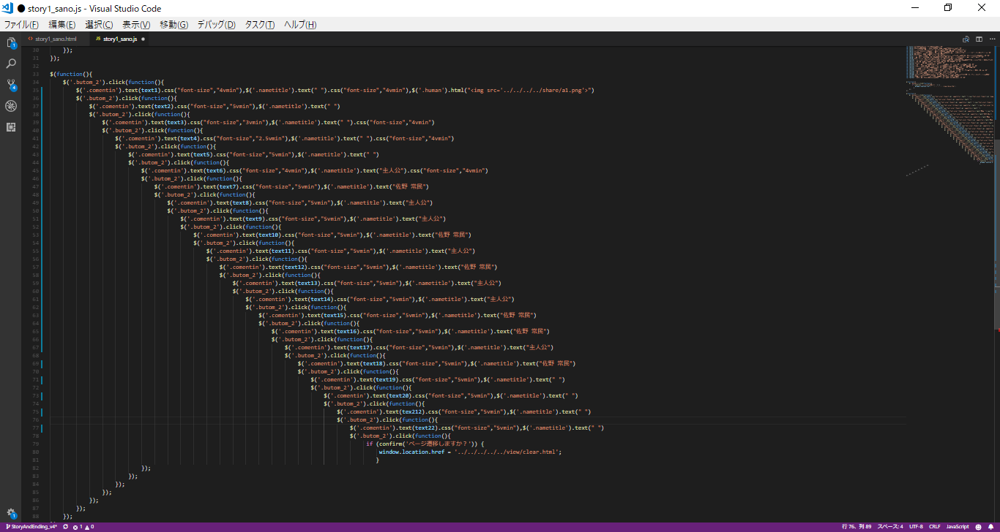 story1_sano.js - Visual Studio Code
ファイル(F) 編集(E) 選択(C) 表示(V) 移動(G) デバッグ(D) タスク(T) ヘルプ(H)
story1_sano.html JS story1_sano.js
30 });
31 });
32
33 $(function(){
34 $('.butom_2').click(function(){
35 $('.comentin').text(text1).css("font-size","4vmin"),$('.nametitle').text(" ").css("font-size","4vmin"),$('.human').html("<img src='../../../../share/a1.png'>")
36 $('.butom_2').click(function(){
37 $('.comentin').text(text2).css("font-size","5vmin"),$('.nametitle').text(" ")
38 $('.butom_2').click(function(){
39 $('.comentin').text(text3).css("font-size","3vmin"),$('.nametitle').text(" ").css("font-size","4vmin")
40 $('.butom_2').click(function(){
41 $('.comentin').text(text4).css("font-size","2.5vmin"),$('.nametitle').text(" ").css("font-size","4vmin")
42 $('.butom_2').click(function(){
43 $('.comentin').text(text5).css("font-size","5vmin"),$('.nametitle').text(" ")
44 $('.butom_2').click(function(){
45 $('.comentin').text(text6).css("font-size","4vmin"),$('.nametitle').text("主人公").css("font-size","4vmin")
46 $('.butom_2').click(function(){
47 $('.comentin').text(text7).css("font-size","5vmin"),$('.nametitle').text("佐野 常民")
48 $('.butom_2').click(function(){
49 $('.comentin').text(text8).css("font-size","5vmin"),$('.nametitle').text("主人公")
50 $('.butom_2').click(function(){
51 $('.comentin').text(text9).css("font-size","5vmin"),$('.nametitle').text("主人公")
52 $('.butom_2').click(function(){
53 $('.comentin').text(text10).css("font-size","5vmin"),$('.nametitle').text("佐野 常民")
54 $('.butom_2').click(function(){
55 $('.comentin').text(text11).css("font-size","5vmin"),$('.nametitle').text("主人公")
56 $('.butom_2').click(function(){
57 $('.comentin').text(text12).css("font-size","5vmin"),$('.nametitle').text("佐野 常民")
58 $('.butom_2').click(function(){
59 $('.comentin').text(text13).css("font-size","5vmin"),$('.nametitle').text("主人公")
60 $('.butom_2').click(function(){
61 $('.comentin').text(text14).css("font-size","5vmin"),$('.nametitle').text("主人公")
62 $('.butom_2').click(function(){
63 $('.comentin').text(text15).css("font-size","5vmin"),$('.nametitle').text("佐野 常民")
64 $('.butom_2').click(function(){
65 $('.comentin').text(text16).css("font-size","5vmin"),$('.nametitle').text("佐野 常民")
66 $('.butom_2').click(function(){
67 $('.comentin').text(text17).css("font-size","5vmin"),$('.nametitle').text("主人公")
68 $('.butom_2').click(function(){
69 $('.comentin').text(text18).css("font-size","5vmin"),$('.nametitle').text("佐野 常民")
70 $('.butom_2').click(function(){
71 $('.comentin').text(text19).css("font-size","5vmin"),$('.nametitle').text(" ")
72 $('.butom_2').click(function(){
73 $('.comentin').text(text20).css("font-size","5vmin"),$('.nametitle').text(" ")
74 $('.butom_2').click(function(){
75 $('.comentin').text(tex212).css("font-size","5vmin"),$('.nametitle').text(" ")
76 $('.butom_2').click(function(){
77 $('.comentin').text(text22).css("font-size","5vmin"),$('.nametitle').text(" ")
78 $('.butom_2').click(function(){
79 if (confirm('ページ遷移しますか？')) {
80 window.location.href = '../../../../../view/clear.html';
81 }
82 });
83 });
84 });
85 });
86 });
87 });
88 });
StoryAndEnding_v4* 1 0 行 76、列 89 スペース: 4 UTF-8 CRLF JavaScript